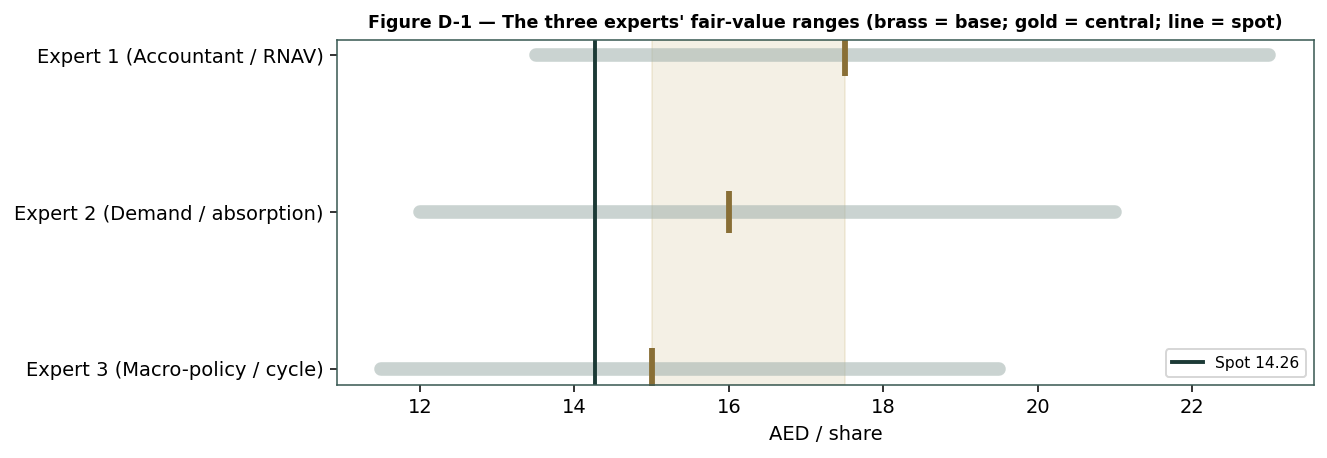 Figure D-1 — The three experts' fair-value ranges (brass = base; gold = central; line = spot)
Expert 1 (Accountant / RNAV)
Expert 2 (Demand / absorption)
Expert 3 (Macro-policy / cycle)
Spot 14.26
12 14 16 18 20 22
AED / share